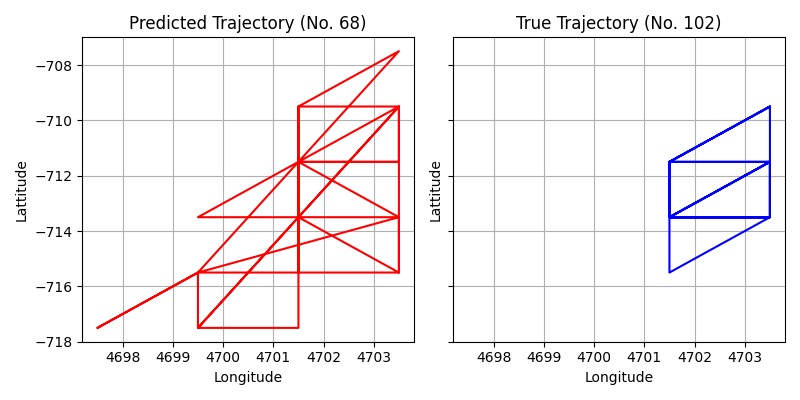 Predicted Trajectory (No. 68)
True Trajectory (No. 102)
Lattitude
−708
−710
−712
−714
−716
−718
4698 4699 4700 4701 4702 4703
Longitude
Lattitude
4698 4699 4700 4701 4702 4703
Longitude